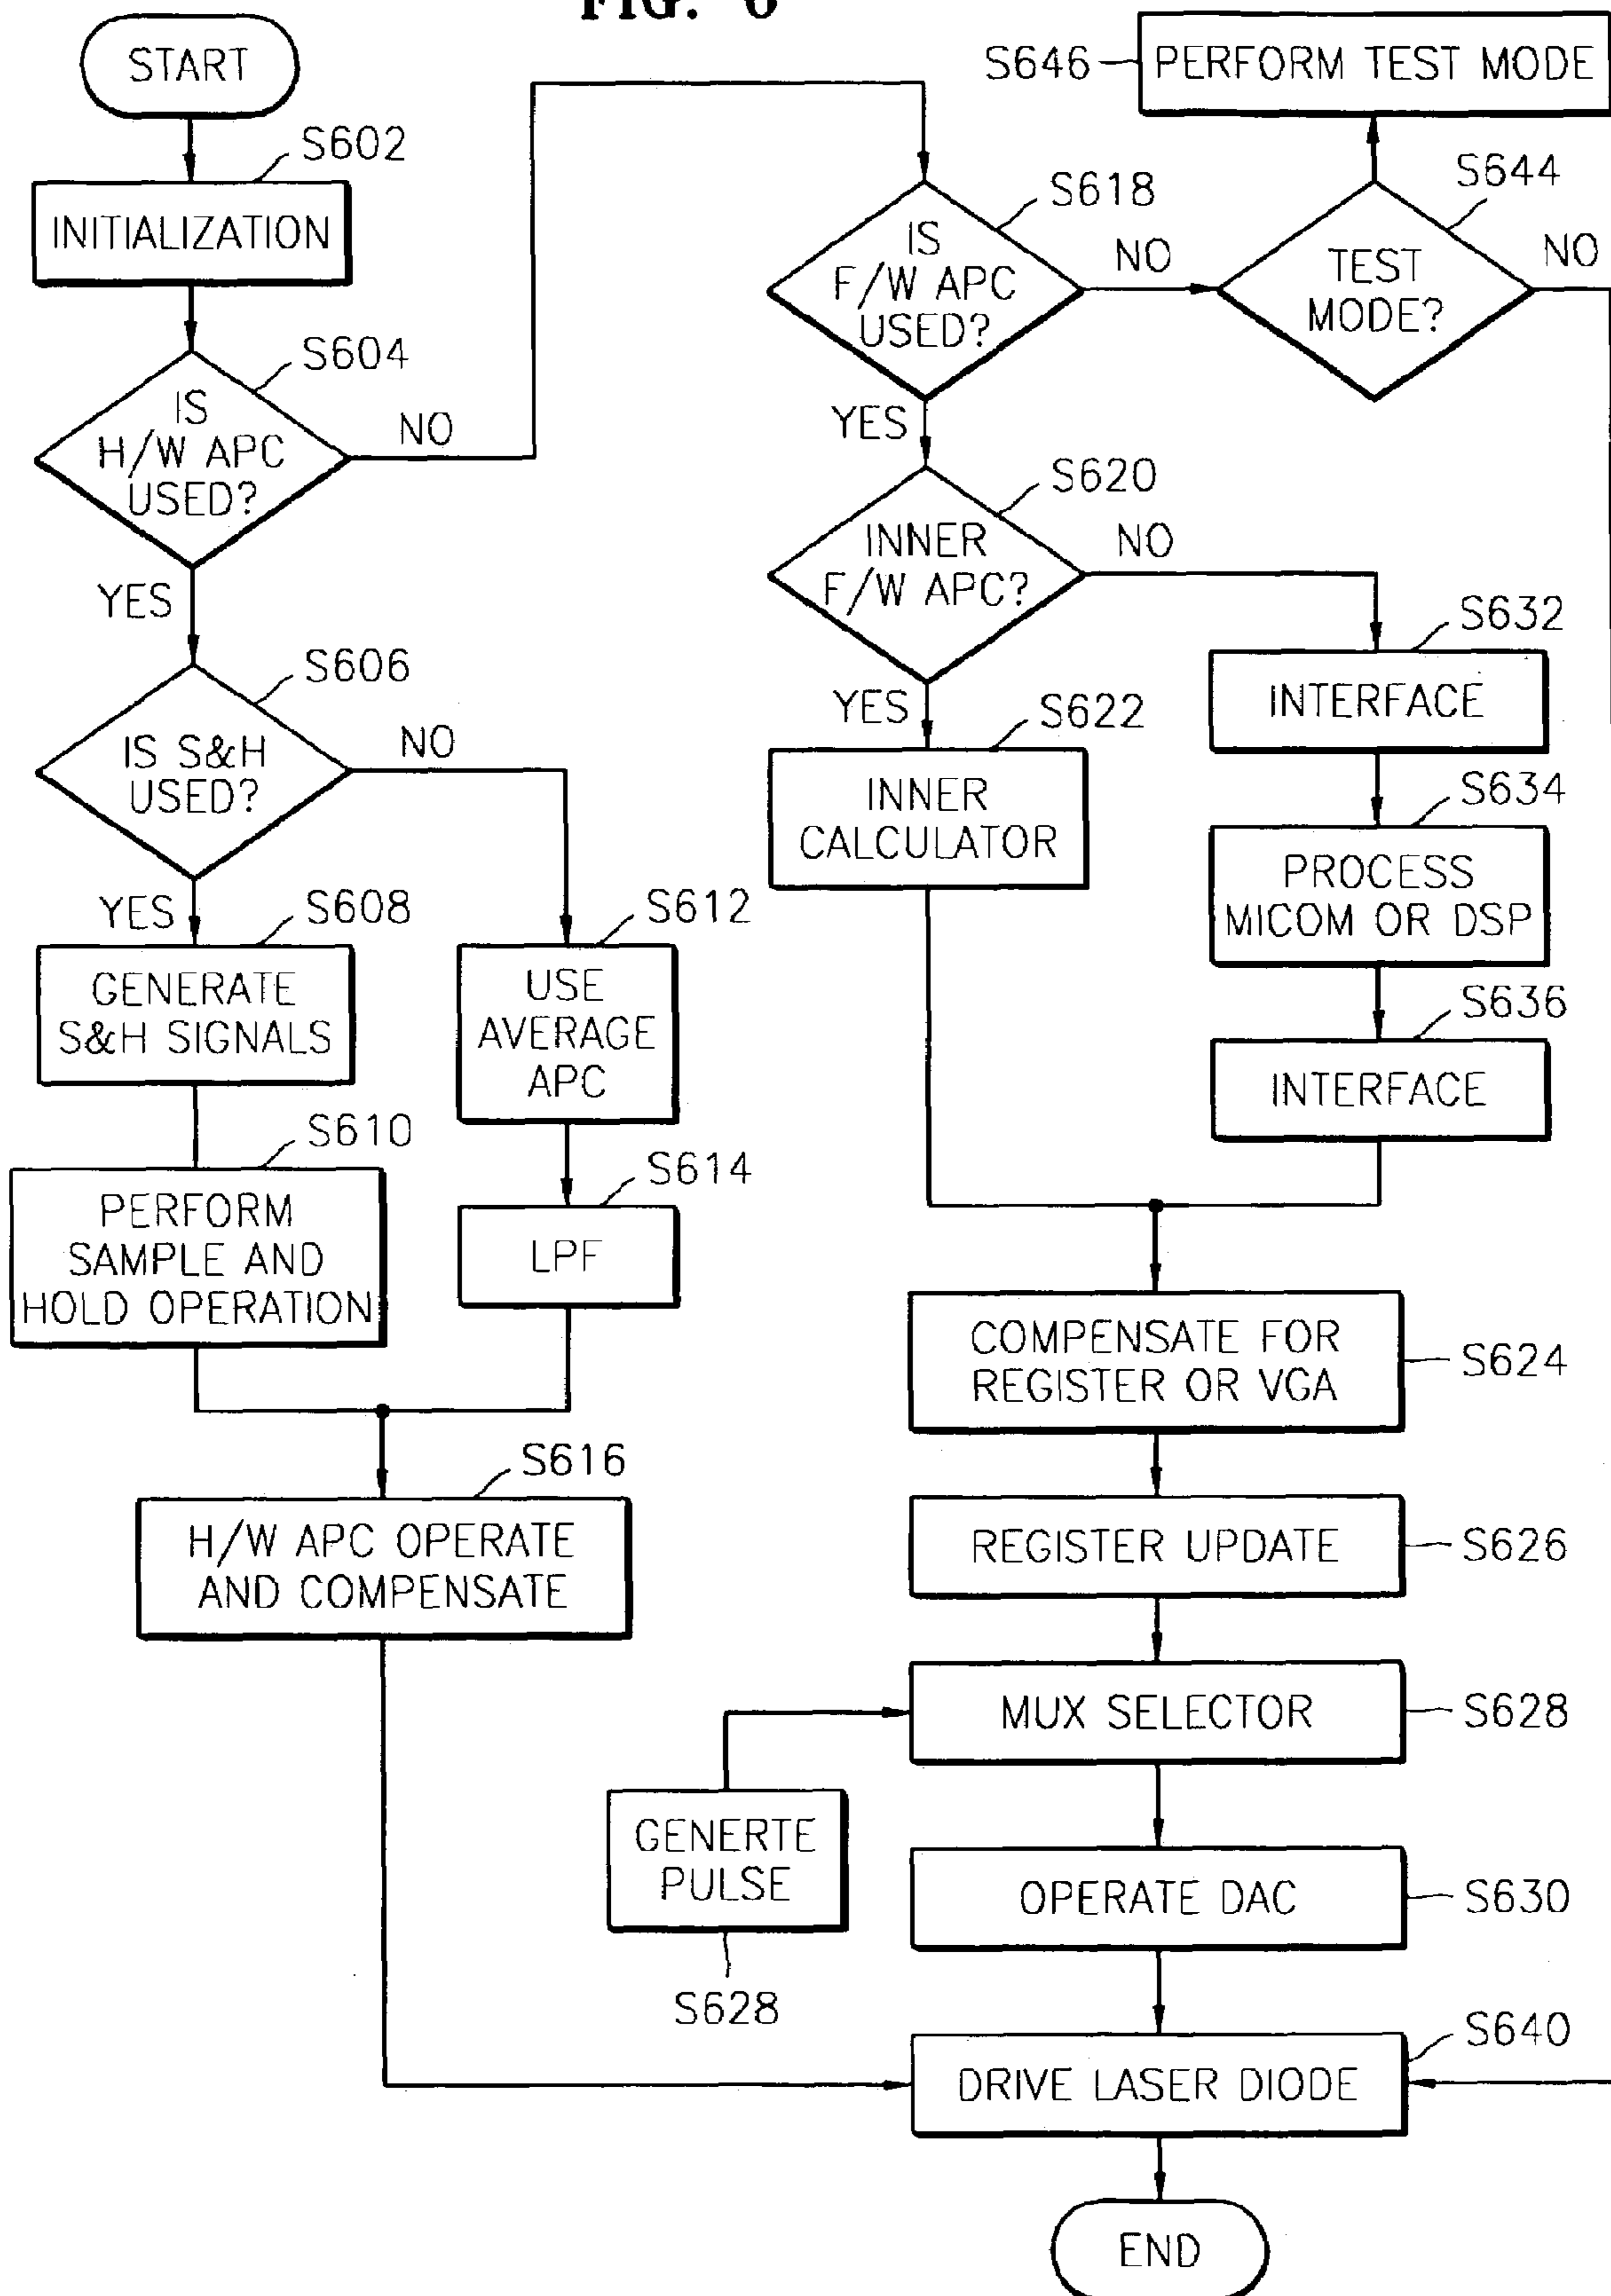 FIG. 6
START
S602
INITIALIZATION
S604
IS
H/W APC
USED?
NO
YES
S606
IS S&H
USED?
NO
YES
S608
GENERATE
S&H SIGNALS
S610
PERFORM
SAMPLE AND
HOLD OPERATION
S612
USE
AVERAGE
APC
S614
LPF
S616
H/W APC OPERATE
AND COMPENSATE
S618
IS
F/W APC
USED?
NO
YES
S646
PERFORM TEST MODE
S644
TEST
MODE?
NO
S620
INNER
F/W APC?
NO
YES
S622
INNER
CALCULATOR
S632
INTERFACE
S634
PROCESS
MICOM OR DSP
S636
INTERFACE
COMPENSATE FOR
REGISTER OR VGA
S624
REGISTER UPDATE
S626
MUX SELECTOR
S628
GENERTE
PULSE
S628
OPERATE DAC
S630
S640
DRIVE LASER DIODE
END